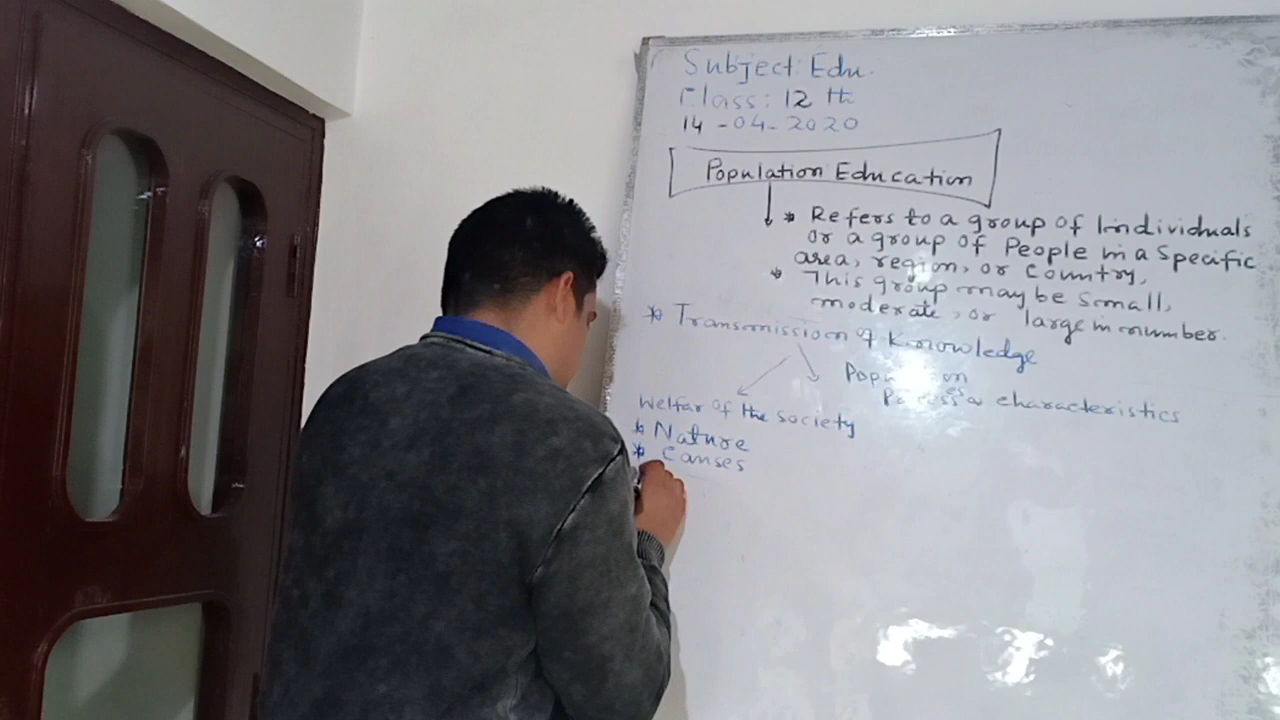 Subject: Edu.
Class: 12 th
14-04-2020
Population Education
* Refers to a group of Individuals
or a group of People in a Specific
area, region, or Country,
* This group may be Small,
moderate, or large in number.
* Transmission of Knowledge
Welfar of the society
* Nature
* Causes
characteristics